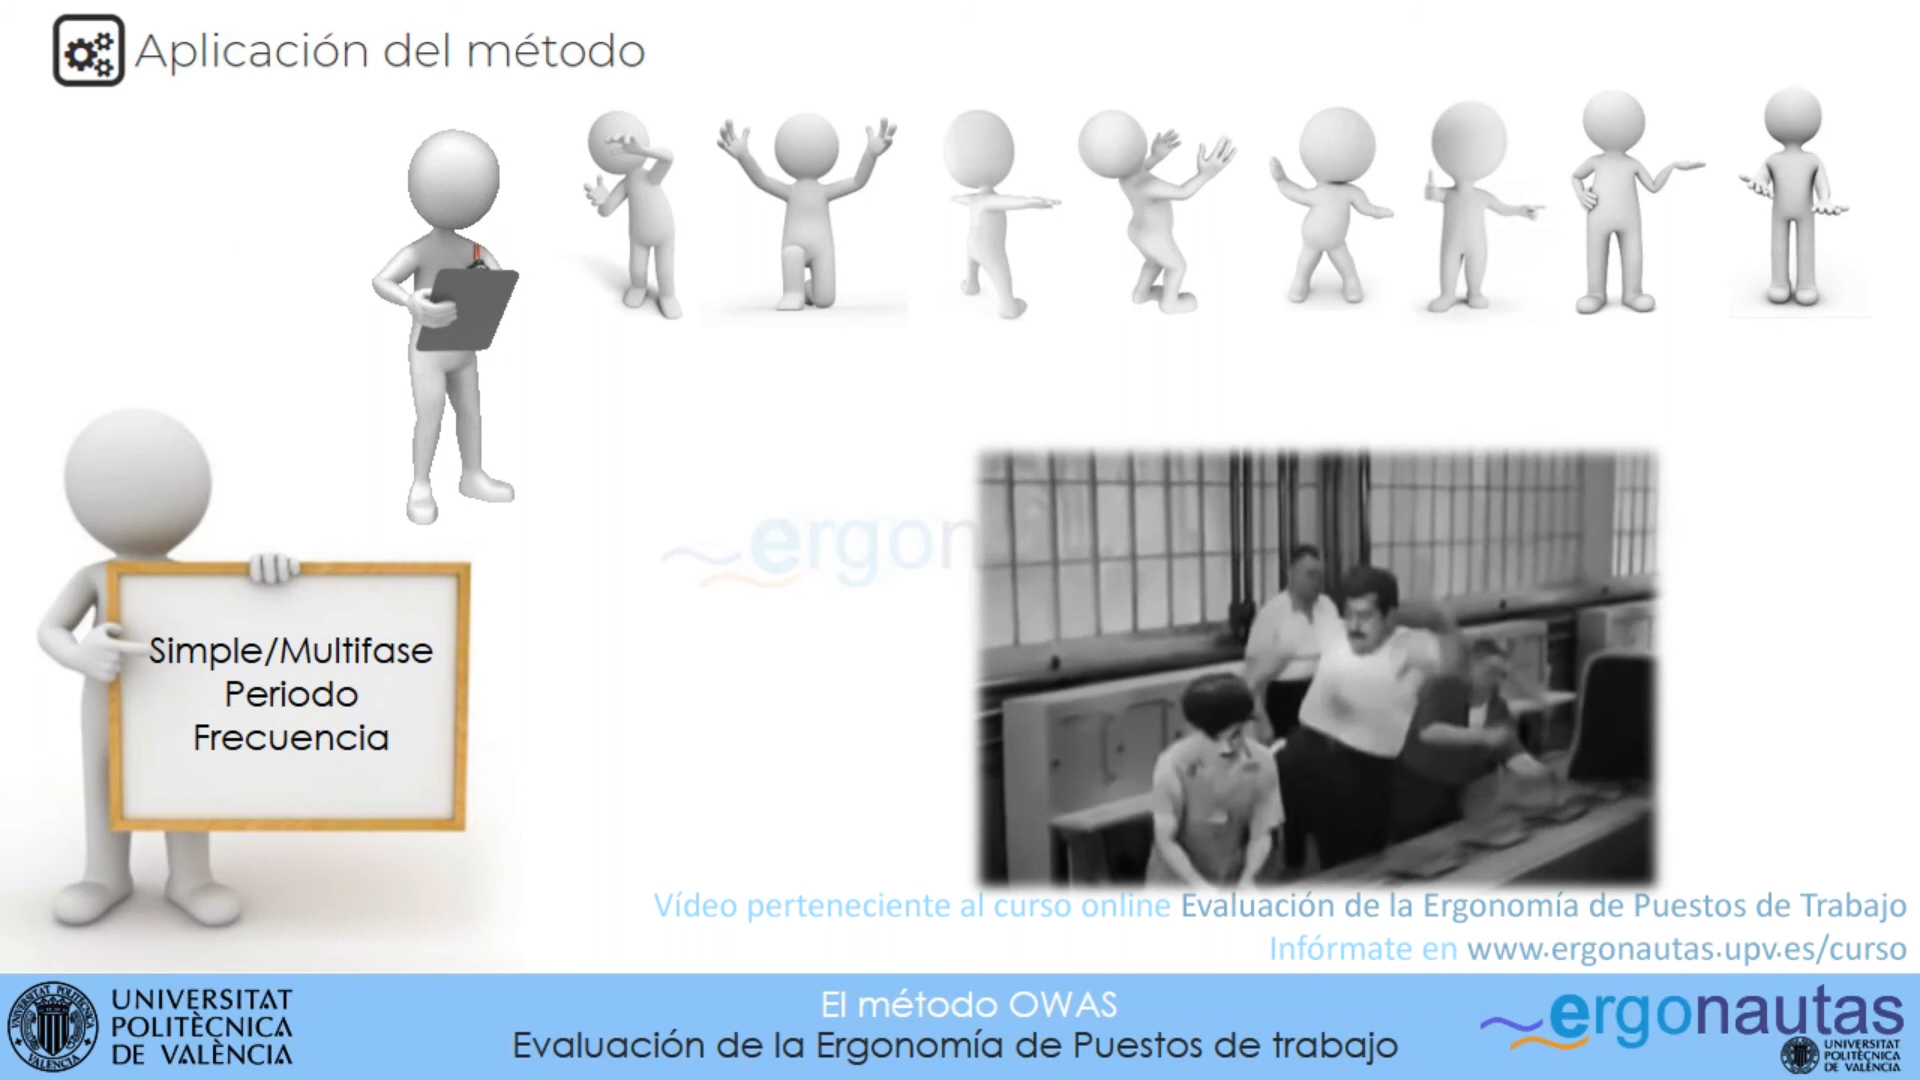 Aplicación del método
Simple/Multifase
Periodo
Frecuencia
ergon
Vídeo perteneciente al curso online Evaluación de la Ergonomía de Puestos de Trabajo
Infórmate en www.ergonautas.upv.es/curso
UNIVERSITAT
POLITÈCNICA
DE VALÈNCIA
El método OWAS
Evaluación de la Ergonomía de Puestos de trabajo
ergonautas
UNIVERSITAT
POLITÈCNICA
DE VALÈNCIA